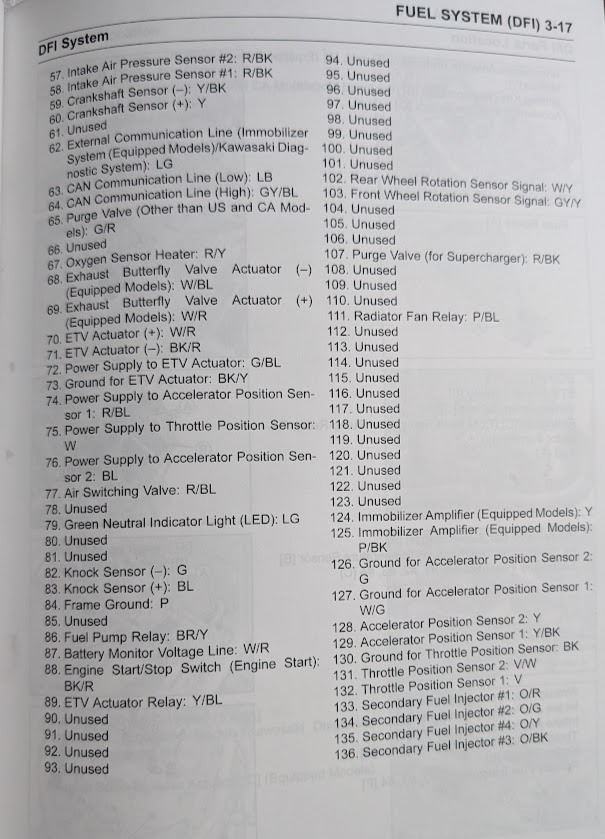 FUEL SYSTEM (DFI) 3-17
DFI System
57. Intake Air Pressure Sensor #2: R/BK
58. Intake Air Pressure Sensor #1: R/BK
59. Crankshaft Sensor (–): Y/BK
60. Crankshaft Sensor (+): Y
61. Unused
62. External Communication Line (Immobilizer
System (Equipped Models)/Kawasaki Diag-
nostic System): LG
63. CAN Communication Line (Low): LB
64. CAN Communication Line (High): GY/BL
65. Purge Valve (Other than US and CA Mod-
els): G/R
66. Unused
67. Oxygen Sensor Heater: R/Y
68. Exhaust Butterfly Valve Actuator (–)
(Equipped Models): W/BL
69. Exhaust Butterfly Valve Actuator (+)
(Equipped Models): W/R
70. ETV Actuator (+): W/R
71. ETV Actuator (–): BK/R
72. Power Supply to ETV Actuator: G/BL
73. Ground for ETV Actuator: BK/Y
74. Power Supply to Accelerator Position Sen-
sor 1: R/BL
75. Power Supply to Throttle Position Sensor:
W
76. Power Supply to Accelerator Position Sen-
sor 2: BL
77. Air Switching Valve: R/BL
78. Unused
79. Green Neutral Indicator Light (LED): LG
80. Unused
81. Unused
82. Knock Sensor (–): G
83. Knock Sensor (+): BL
84. Frame Ground: P
85. Unused
86. Fuel Pump Relay: BR/Y
87. Battery Monitor Voltage Line: W/R
88. Engine Start/Stop Switch (Engine Start):
BK/R
89. ETV Actuator Relay: Y/BL
90. Unused
91. Unused
92. Unused
93. Unused
94. Unused
95. Unused
96. Unused
97. Unused
98. Unused
99. Unused
100. Unused
101. Unused
102. Rear Wheel Rotation Sensor Signal: W/Y
103. Front Wheel Rotation Sensor Signal: GY/Y
104. Unused
105. Unused
106. Unused
107. Purge Valve (for Supercharger): R/BK
108. Unused
109. Unused
110. Unused
111. Radiator Fan Relay: P/BL
112. Unused
113. Unused
114. Unused
115. Unused
116. Unused
117. Unused
118. Unused
119. Unused
120. Unused
121. Unused
122. Unused
123. Unused
124. Immobilizer Amplifier (Equipped Models): Y
125. Immobilizer Amplifier (Equipped Models):
P/BK
126. Ground for Accelerator Position Sensor 2:
G
127. Ground for Accelerator Position Sensor 1:
W/G
128. Accelerator Position Sensor 2: Y
129. Accelerator Position Sensor 1: Y/BK
130. Ground for Throttle Position Sensor: BK
131. Throttle Position Sensor 2: V/W
132. Throttle Position Sensor 1: V
133. Secondary Fuel Injector #1: O/R
134. Secondary Fuel Injector #2: O/G
135. Secondary Fuel Injector #4: O/Y
136. Secondary Fuel Injector #3: O/BK